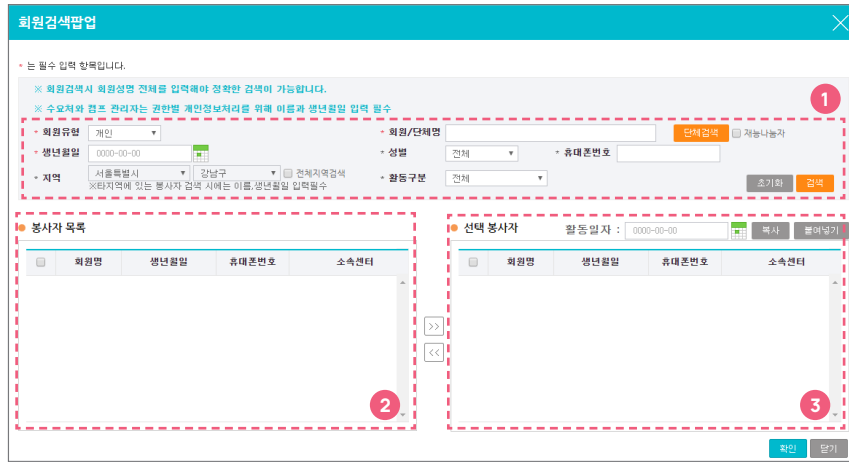 회원검색팝업
* 는 필수 입력 항목입니다.
※ 회원검색시 회원성명 전체를 입력해야 정확한 검색이 가능합니다.
※ 수요처와 캠프 관리자는 권한별 개인정보처리를 위해 이름과 생년월일 입력 필수
1
* 회원유형 개인 * 회원/단체명 단체검색 재능나눔자
* 생년월일 0000-00-00 * 성별 전체 * 휴대폰번호
* 지역 서울특별시 강남구 전체지역검색 * 활동구분 전체
※타지역에 있는 봉사자 검색 시에는 이름,생년월일 입력필수
초기화 검색
봉사자 목록
회원명 생년월일 휴대폰번호 소속센터
2
>>
<<
선택 봉사자 활동일자 : 0000-00-00 복사 붙여넣기
회원명 생년월일 휴대폰번호 소속센터
3
확인 닫기